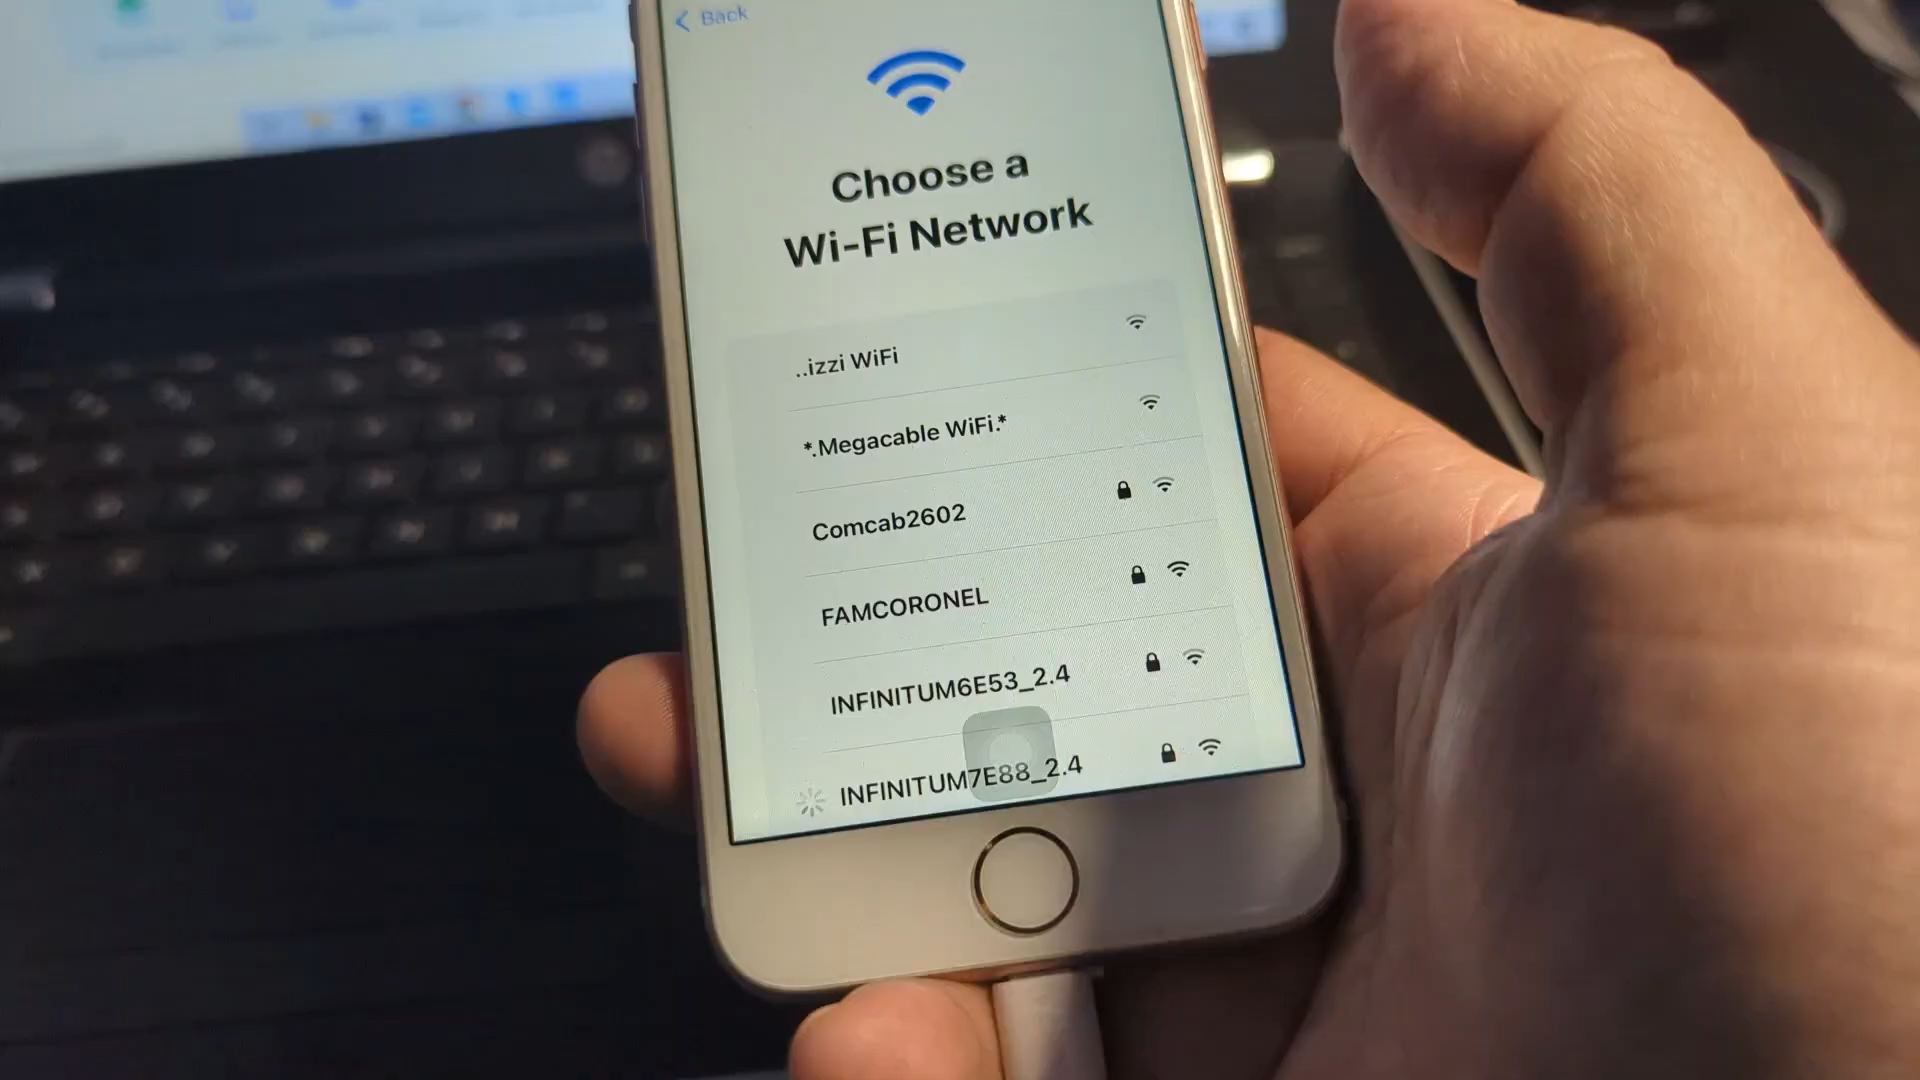 Back
Choose a
Wi-Fi Network
..izzi WiFi
*.Megacable WiFi.*
Comcab2602
FAMCORONEL
INFINITUM6E53_2.4
INFINITUM7E88_2.4